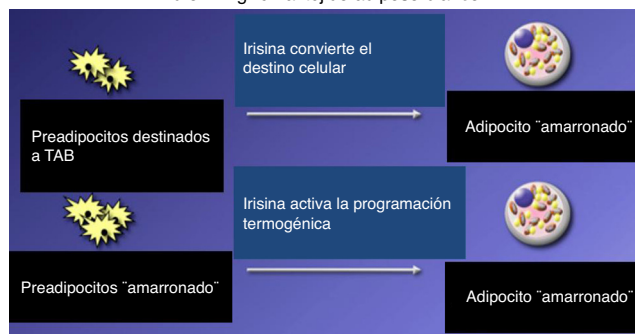 Irisina convierte el
destino celular
Preadipocitos destinados
a TAB
Adipocito ¨amarronado¨
Irisina activa la programación
termogénica
Preadipocitos ¨amarronado¨
Adipocito ¨amarronado¨